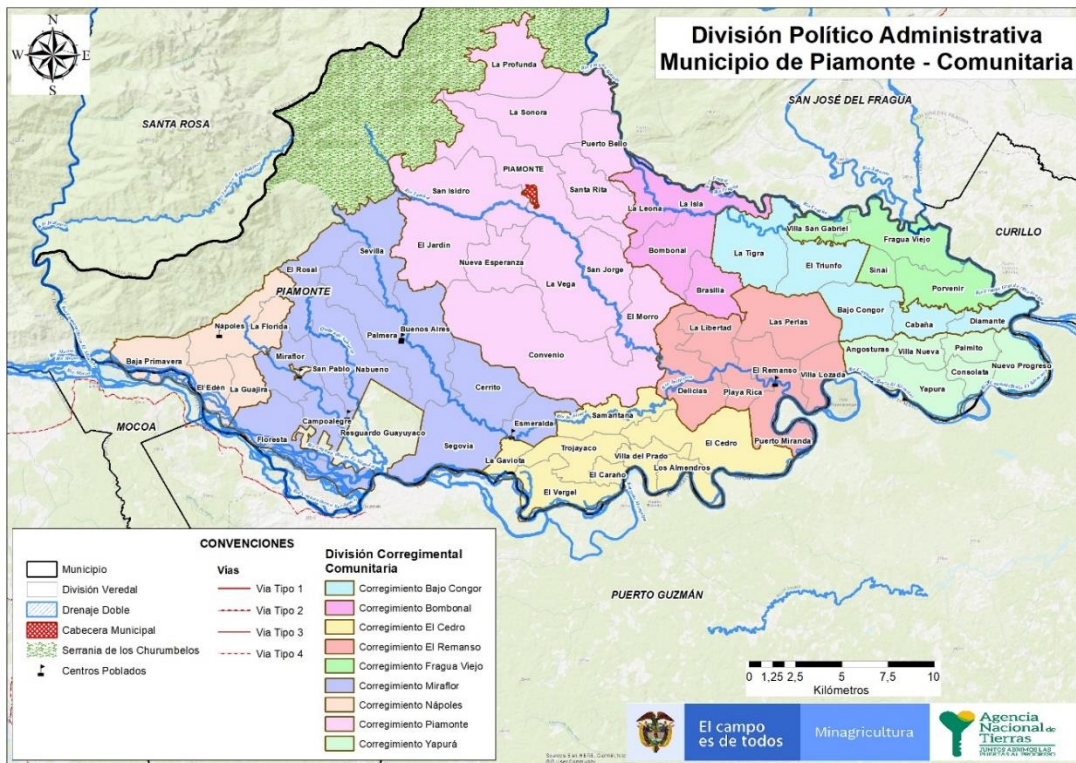 División Político Administrativa
Municipio de Piamonte - Comunitaria
N
W
E
S
SANTA ROSA
SAN JOSÉ DEL FRAGUA
CURILLO
MOCOA
PUERTO GUZMÁN
PIAMONTE
La Profunda
La Sonora
Puerto Bello
PIAMONTE
San Isidro
Santa Rita
La Leona
La Isla
Villa San Gabriel
Fragua Viejo
El Jardín
Sevilla
Nueva Esperanza
Bombonal
La Tigra
El Triunfo
Sinai
El Rosal
La Vega
San Jorge
Brasilia
Porvenir
Nápoles
La Florida
Palmera
Buenos Aires
El Morro
La Libertad
Las Perlas
Bajo Congor
Cabaña
Diamante
Baja Primavera
Miraflor
San Pablo
Nabueno
Convenio
Angosturas
Villa Nueva
Palmito
El Edén
La Guajira
Cerrito
El Remanso
Villa Lozada
Consolata
Nuevo Progreso
Delicias
Playa Rica
Yapura
Campoalegre
Resguardo Guayuyaco
Esmeralda
Samaritana
Floresta
Segovia
Trojayaco
El Cedro
Puerto Miranda
La Gaviota
Villa del Prado
El Caraño
Los Almendros
El Vergel
CONVENCIONES
Municipio
División Veredal
Drenaje Doble
Cabecera Municipal
Serrania de los Churumbelos
Centros Poblados
Vias
Via Tipo 1
Via Tipo 2
Via Tipo 3
Via Tipo 4
División Corregimental
Comunitaria
Corregimiento Bajo Congor
Corregimiento Bombonal
Corregimiento El Cedro
Corregimiento El Remanso
Corregimiento Fragua Viejo
Corregimiento Miraflor
Corregimiento Nápoles
Corregimiento Piamonte
Corregimiento Yapurá
0 1,25 2,5 5 7,5 10
Kilómetros
El campo
es de todos
Minagricultura
Agencia
Nacional de
Tierras
JUNTOS ABRIMOS LAS
PUERTAS AL PROGRESO